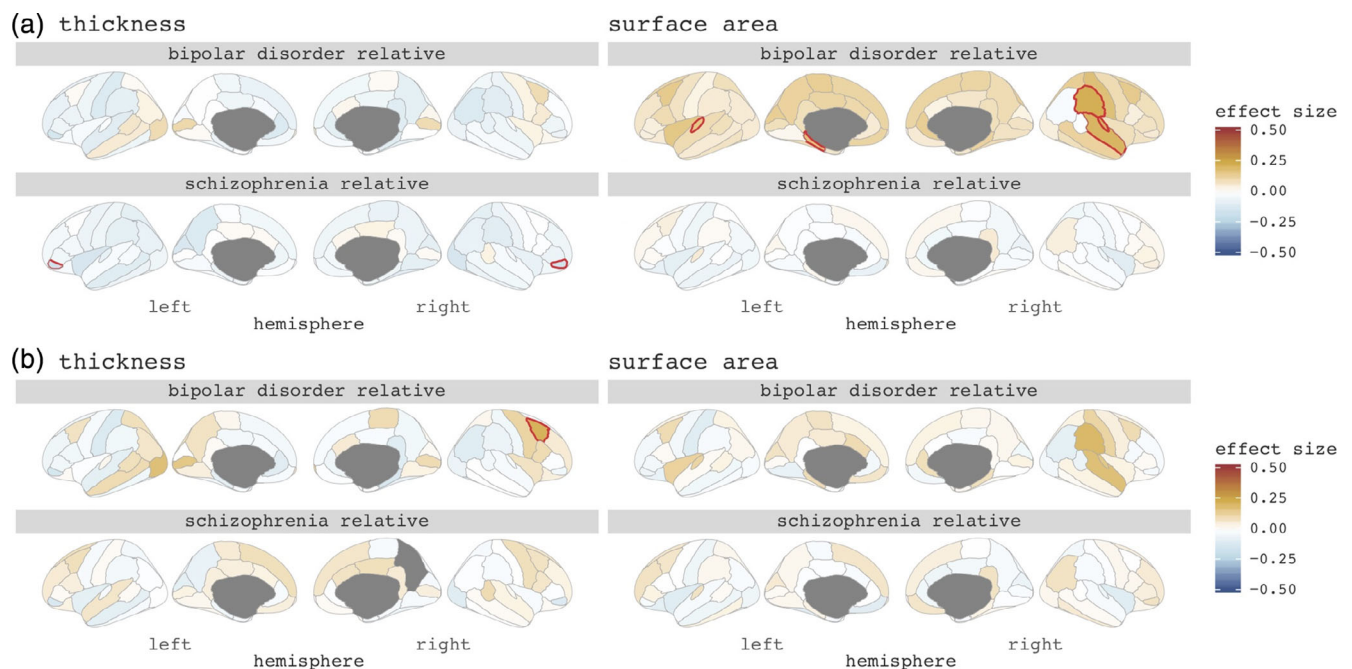 (a) thickness surface area
bipolar disorder relative bipolar disorder relative
effect size
0.50
0.25
0.00
-0.25
-0.50
schizophrenia relative schizophrenia relative
left right left right
hemisphere hemisphere
(b) thickness surface area
bipolar disorder relative bipolar disorder relative
effect size
0.50
0.25
0.00
-0.25
-0.50
schizophrenia relative schizophrenia relative
left right left right
hemisphere hemisphere